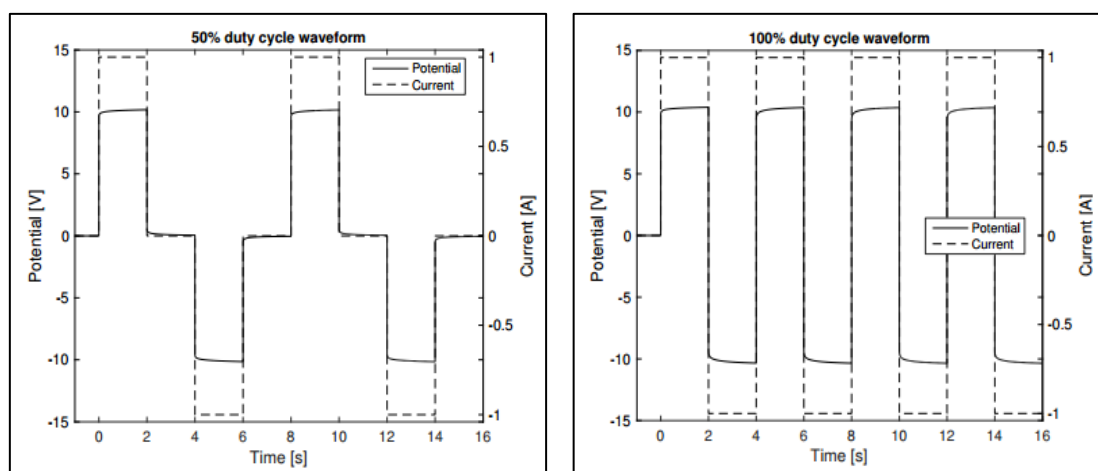 50% duty cycle waveform
15
10
5
0
-5
-10
-15
Potential [V]
1
0.5
0
-0.5
-1
Current [A]
Potential
Current
0 2 4 6 8 10 12 14 16
Time [s]
100% duty cycle waveform
15
10
5
0
-5
-10
-15
Potential [V]
1
0.5
0
-0.5
-1
Current [A]
Potential
Current
0 2 4 6 8 10 12 14 16
Time [s]